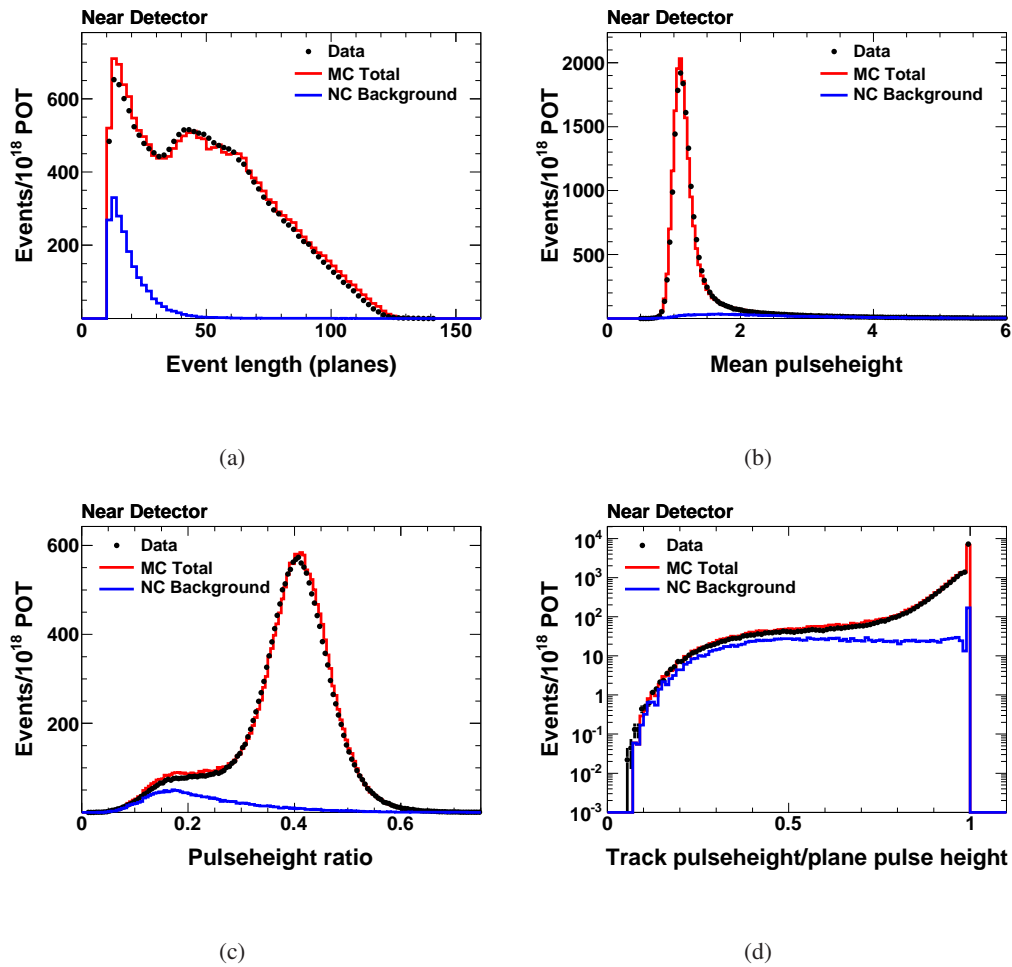 Near Detector
Data
MC Total
NC Background
Events/10^18 POT
600
400
200
0
50
100
150
Event length (planes)
(a)
Near Detector
Data
MC Total
NC Background
Events/10^18 POT
2000
1500
1000
500
0
2
4
6
Mean pulseheight
(b)
Near Detector
Data
MC Total
NC Background
Events/10^18 POT
600
400
200
0
0.2
0.4
0.6
Pulseheight ratio
(c)
Near Detector
Data
MC Total
NC Background
Events/10^18 POT
10^4
10^3
10^2
10
1
10^-1
10^-2
10^-3
0
0.5
1
Track pulseheight/plane pulse height
(d)